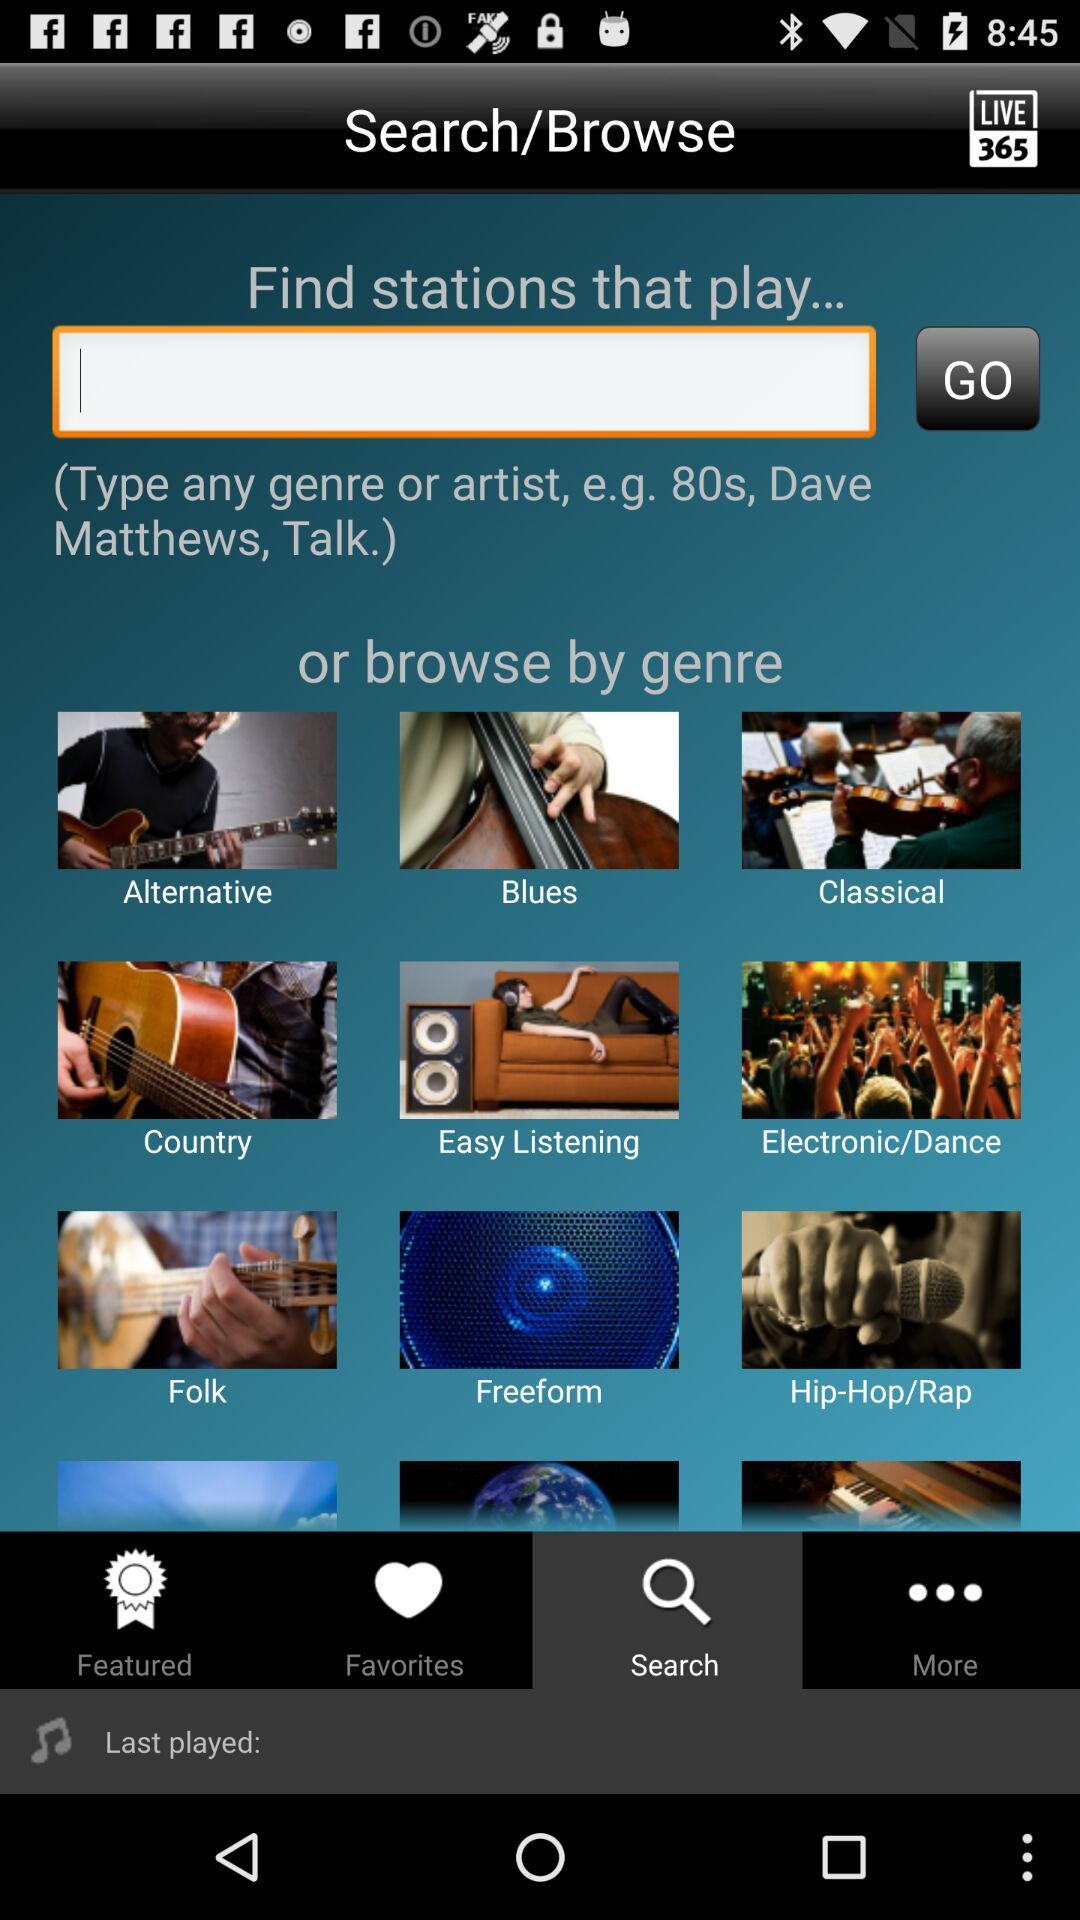 FAKE
8:45
Search/Browse
LIVE
365
Find stations that play...
GO
(Type any genre or artist, e.g. 80s, Dave
Matthews, Talk.)
or browse by genre
Alternative Blues Classical
Country Easy Listening Electronic/Dance
Folk Freeform Hip-Hop/Rap
Featured Favorites Search More
Last played: